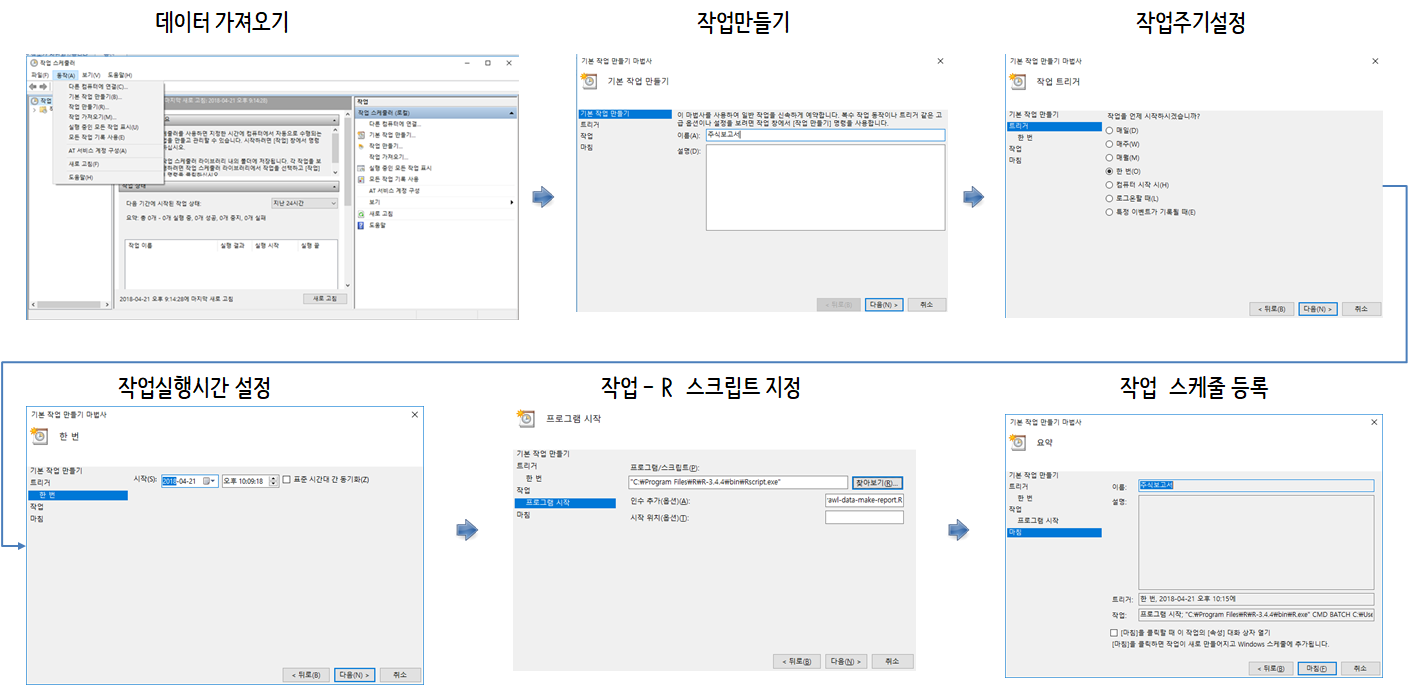 데이터 가져오기
작업만들기
작업주기설정
작업 스케줄러
파일(F) 동작(A) 보기(V) 도움말(H)
다른 컴퓨터에 연결(C)...
기본 작업 만들기(B)...
작업 만들기(R)...
작업 가져오기(M)...
실행 중인 모든 작업 표시(U)
모든 작업 기록 사용(E)
AT 서비스 계정 구성(A)
새로 고침(F)
도움말(H)
마지막 새로 고침: 2018-04-21 오후 9:14:28)
작업 상태
다음 기간에 시작된 작업 상태:
지난 24시간
요약: 총 0개 - 0개 실행 중, 0개 성공, 0개 중지, 0개 실패
작업 이름 실행 결과 실행 시작 실행 끝
2018-04-21 오후 9:14:28에 마지막 새로 고침
새로 고침
작업
작업 스케줄러 (로컬)
다른 컴퓨터에 연결...
기본 작업 만들기...
작업 만들기...
작업 가져오기...
실행 중인 모든 작업 표시
모든 작업 기록 사용
AT 서비스 계정 구성
보기
새로 고침
도움말
기본 작업 만들기 마법사
기본 작업 만들기
기본 작업 만들기
트리거
작업
마침
이 마법사를 사용하여 일반 작업을 신속하게 예약합니다. 복수 작업 동작이나 트리거 같은 고
급 옵션이나 설정을 보려면 작업 창에서 [작업 만들기] 명령을 사용합니다.
이름(A): 주식보고서
설명(D):
< 뒤로(B) 다음(N) > 취소
기본 작업 만들기 마법사
작업 트리거
기본 작업 만들기
트리거
한 번
작업
마침
작업을 언제 시작하시겠습니까?
매일(D)
매주(W)
매월(M)
한 번(O)
컴퓨터 시작 시(H)
로그온할 때(L)
특정 이벤트가 기록될 때(E)
< 뒤로(B) 다음(N) > 취소
작업실행시간 설정
작업 - R 스크립트 지정
작업 스케줄 등록
기본 작업 만들기 마법사
한 번
기본 작업 만들기
트리거
한 번
작업
마침
시작(S): 2018-04-21 오후 10:09:18 표준 시간대 간 동기화(Z)
< 뒤로(B) 다음(N) > 취소
프로그램 시작
기본 작업 만들기
트리거
한 번
작업
프로그램 시작
마침
프로그램/스크립트(P):
"C:₩Program Files₩R₩R-3.4.4₩bin₩Rscript.exe" 찾아보기(R)...
인수 추가(옵션)(A): rawl-data-make-report.R
시작 위치(옵션)(T):
< 뒤로(B) 다음(N) > 취소
기본 작업 만들기 마법사
요약
기본 작업 만들기
트리거
한 번
작업
프로그램 시작
마침
이름: 주식보고서
설명:
트리거: 한 번, 2018-04-21 오후 10:15에
작업: 프로그램 시작; "C:₩Program Files₩R₩R-3.4.4₩bin₩R.exe" CMD BATCH C:₩Use
[마침]을 클릭할 때 이 작업의 [속성] 대화 상자 열기
[마침]을 클릭하면 작업이 새로 만들어지고 Windows 스케줄에 추가됩니다.
< 뒤로(B) 마침(F) 취소